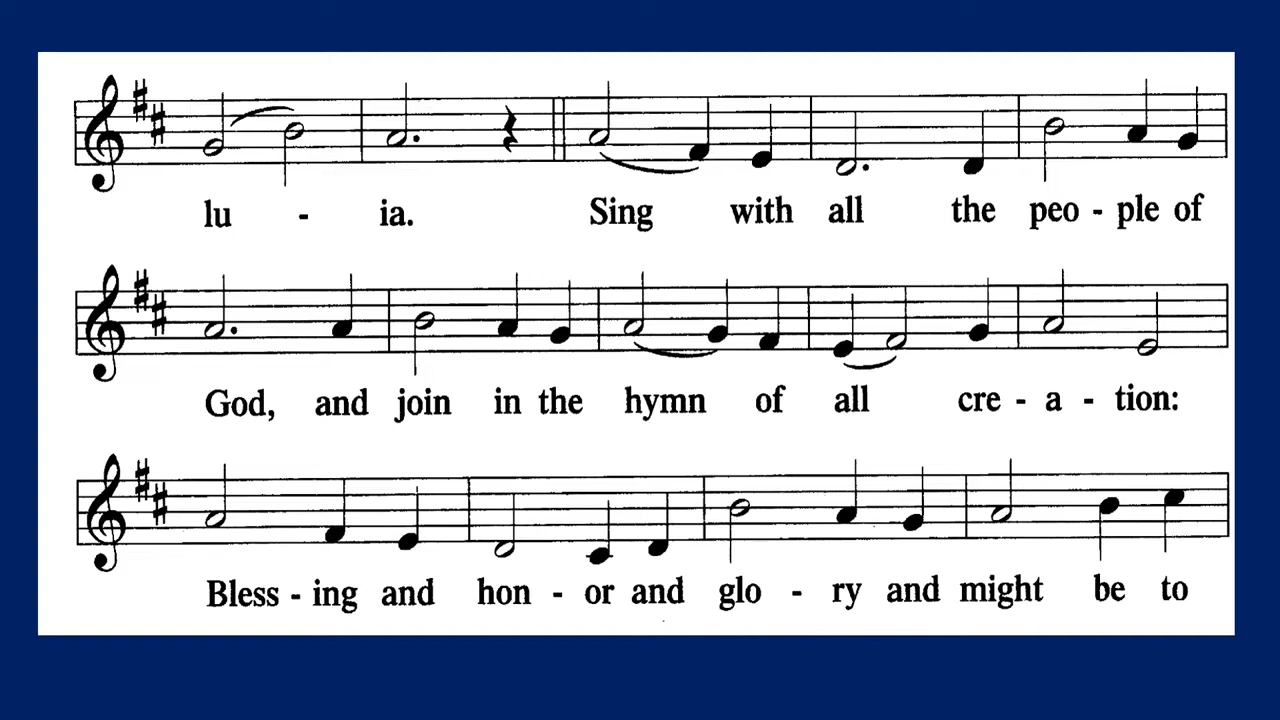 lu - ia. Sing with all the peo - ple of
God, and join in the hymn of all cre - a - tion:
Bless - ing and hon - or and glo - ry and might be to